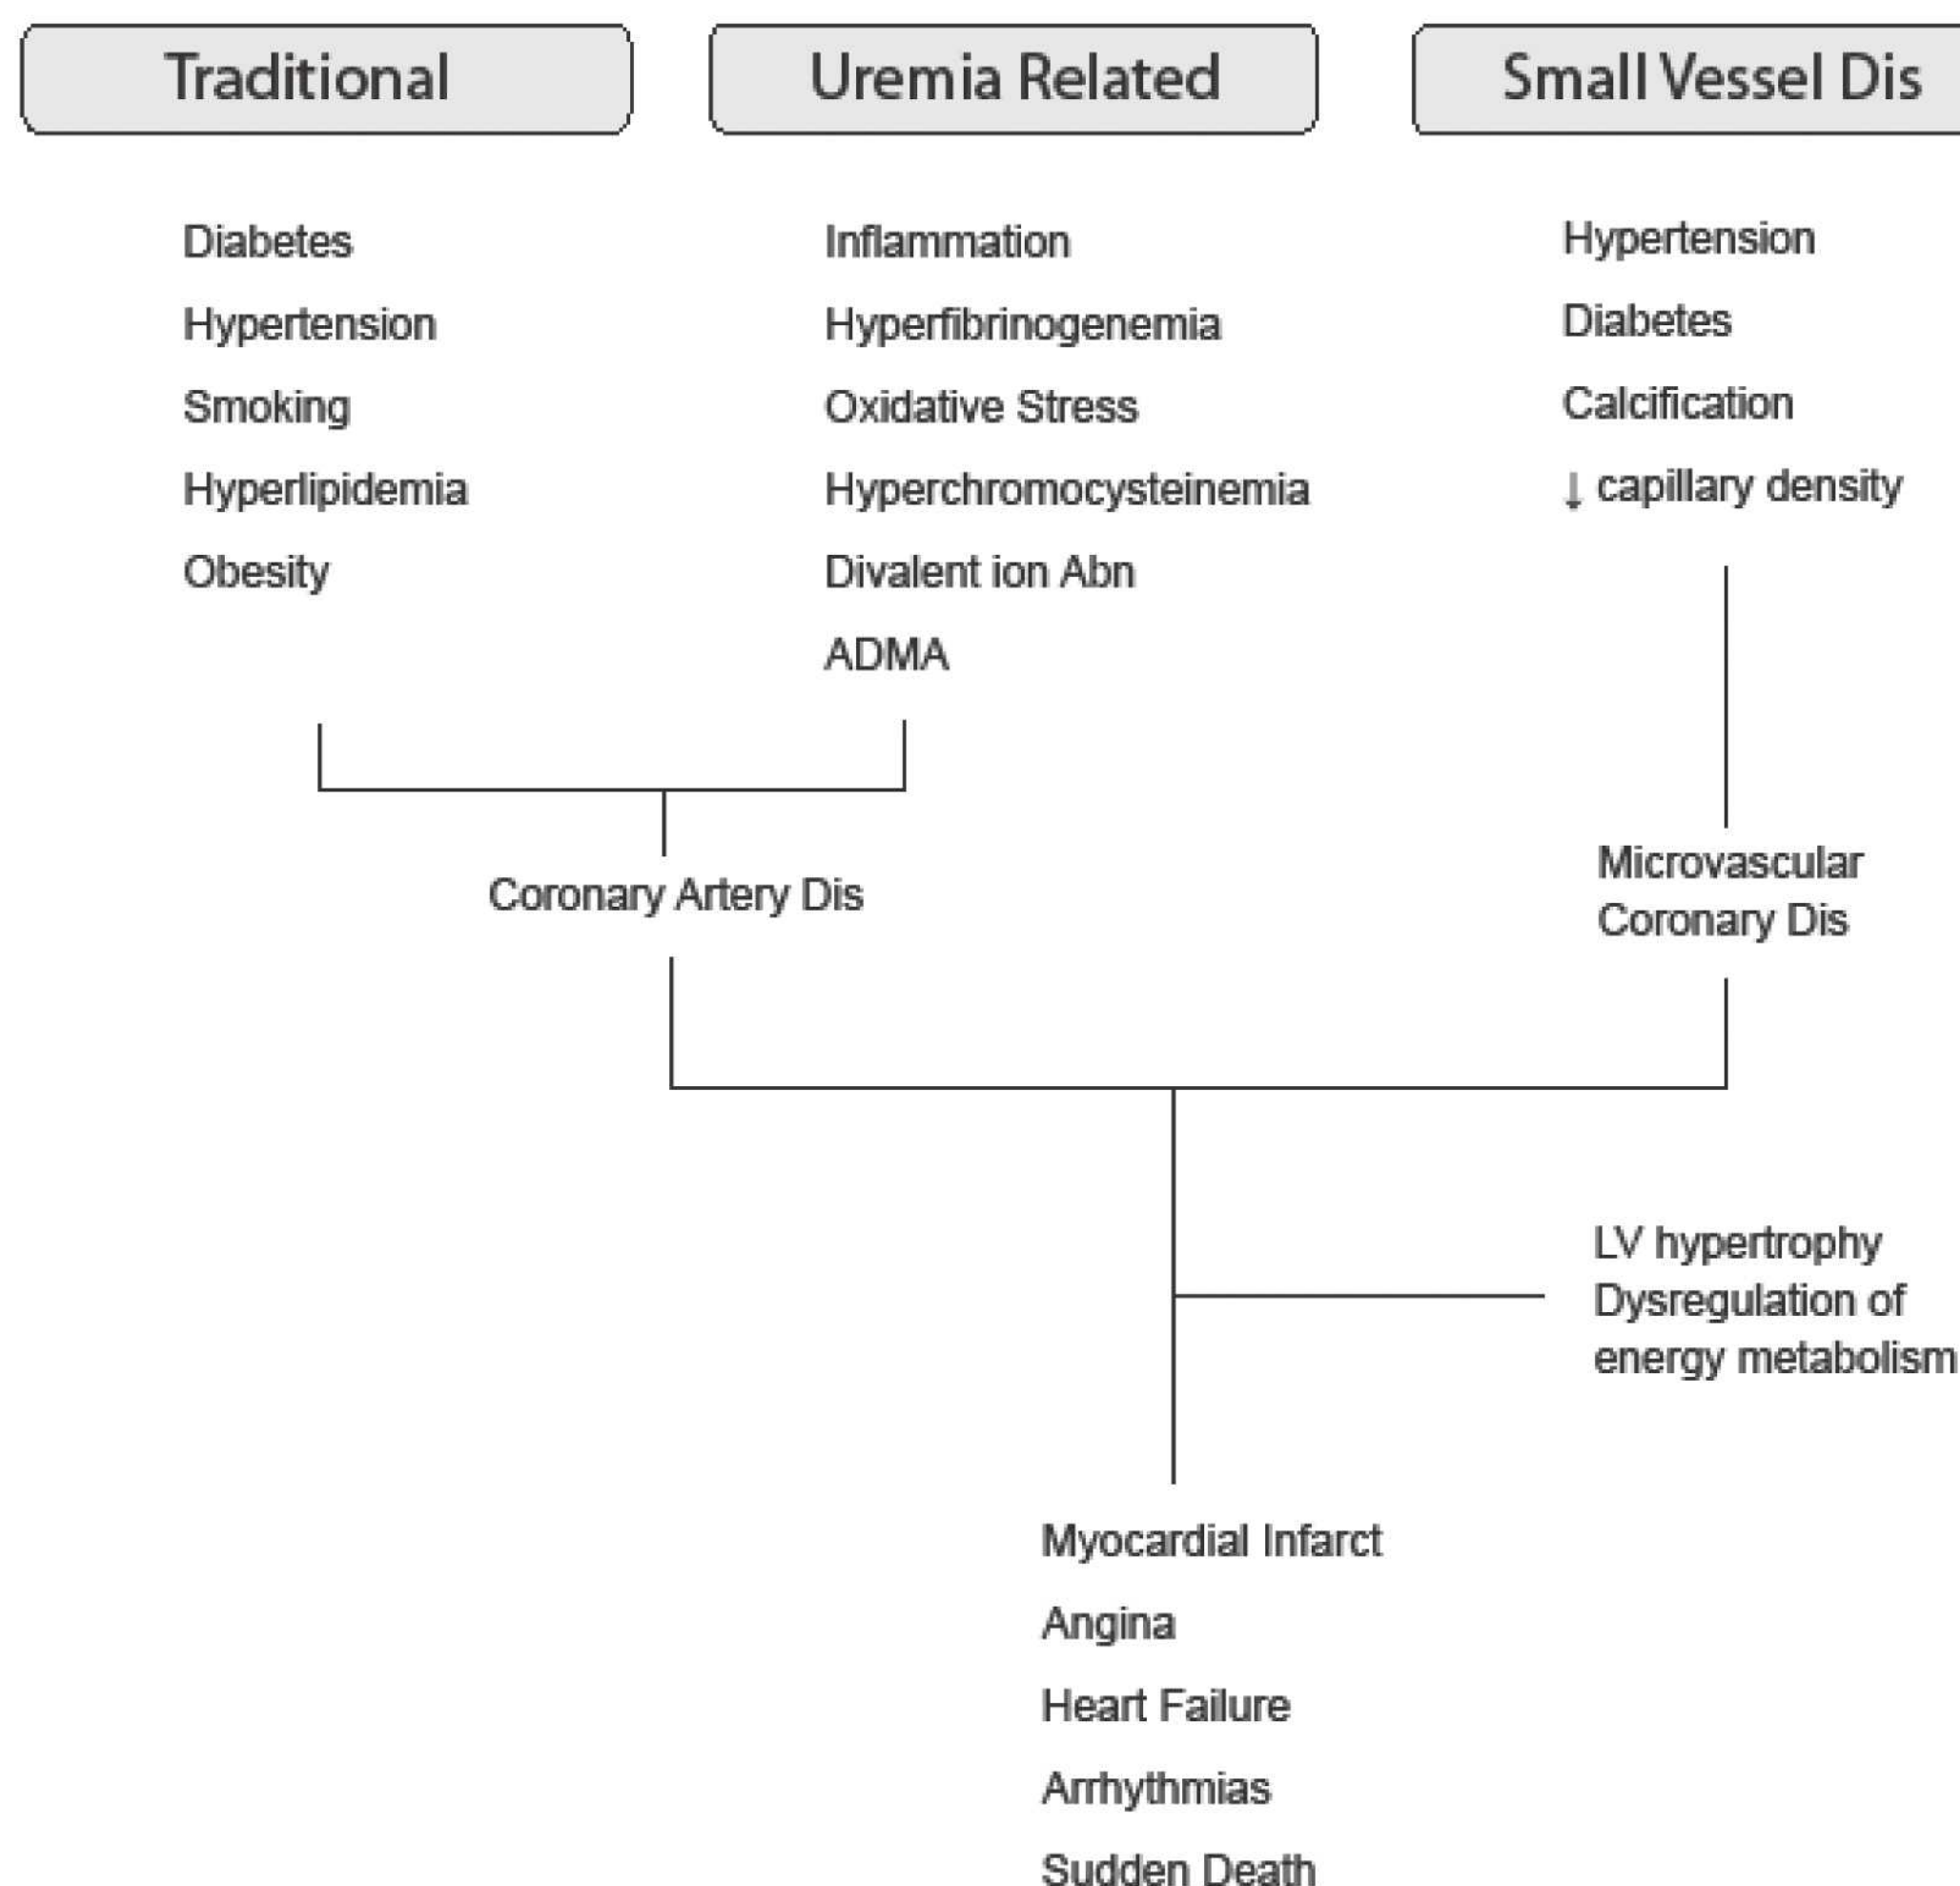 Traditional
Diabetes
Hypertension
Smoking
Hyperlipidemia
Obesity
Uremia Related
Inflammation
Hyperfibrinogenemia
Oxidative Stress
Hyperchromocysteinemia
Divalent ion Abn
ADMA
Small Vessel Dis
Hypertension
Diabetes
Calcification
↓ capillary density
Coronary Artery Dis
Microvascular
Coronary Dis
LV hypertrophy
Dysregulation of
energy metabolism
Myocardial Infarct
Angina
Heart Failure
Arrhythmias
Sudden Death